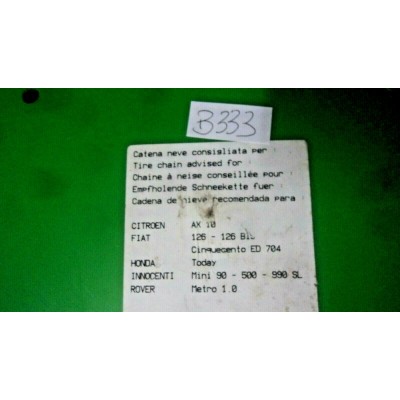 B333
Catena neve consigliata per :
Tire chain advised for :
Chaine à neige conseillée pour :
Empfholende Schneekette fuer :
Cadena de nieve recomendada para
CITROEN AX 10
FIAT 126 - 126 Bis
Cinquecento ED 704
HONDA Today
INNOCENTI Mini 90 - 500 - 990 SL
ROVER Metro 1.0